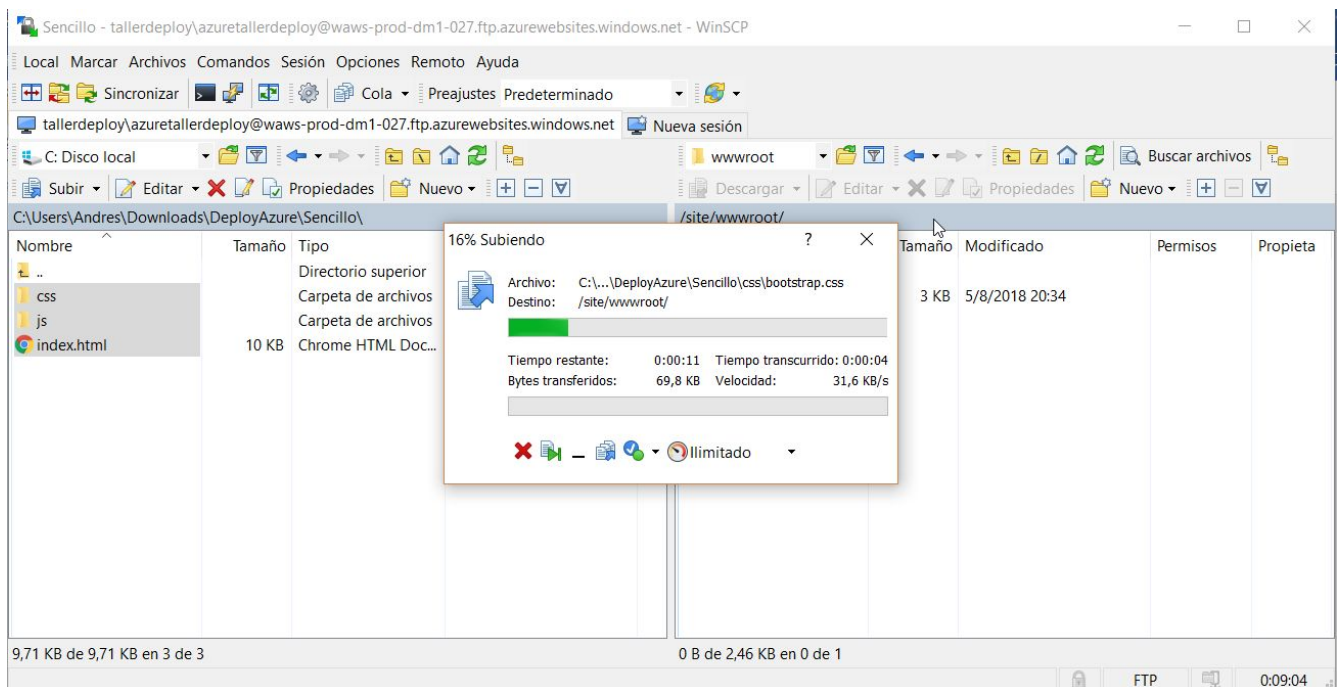 Sencillo - tallerdeploy\azuretallerdeploy@waws-prod-dm1-027.ftp.azurewebsites.windows.net - WinSCP
Local Marcar Archivos Comandos Sesión Opciones Remoto Ayuda
Sincronizar Cola Preajustes Predeterminado
tallerdeploy\azuretallerdeploy@waws-prod-dm1-027.ftp.azurewebsites.windows.net Nueva sesión
C: Disco local wwwroot Buscar archivos
Subir Editar Propiedades Nuevo Descargar Editar Propiedades Nuevo
C:\Users\Andres\Downloads\DeployAzure\Sencillo\ /site/wwwroot/
Nombre Tamaño Tipo Tamaño Modificado Permisos Propieta
.. Directorio superior
css Carpeta de archivos 3 KB 5/8/2018 20:34
js Carpeta de archivos
index.html 10 KB Chrome HTML Doc...
16% Subiendo ?
Archivo: C:\...\DeployAzure\Sencillo\css\bootstrap.css
Destino: /site/wwwroot/
Tiempo restante: 0:00:11 Tiempo transcurrido: 0:00:04
Bytes transferidos: 69,8 KB Velocidad: 31,6 KB/s
Ilimitado
9,71 KB de 9,71 KB en 3 de 3 0 B de 2,46 KB en 0 de 1
FTP 0:09:04